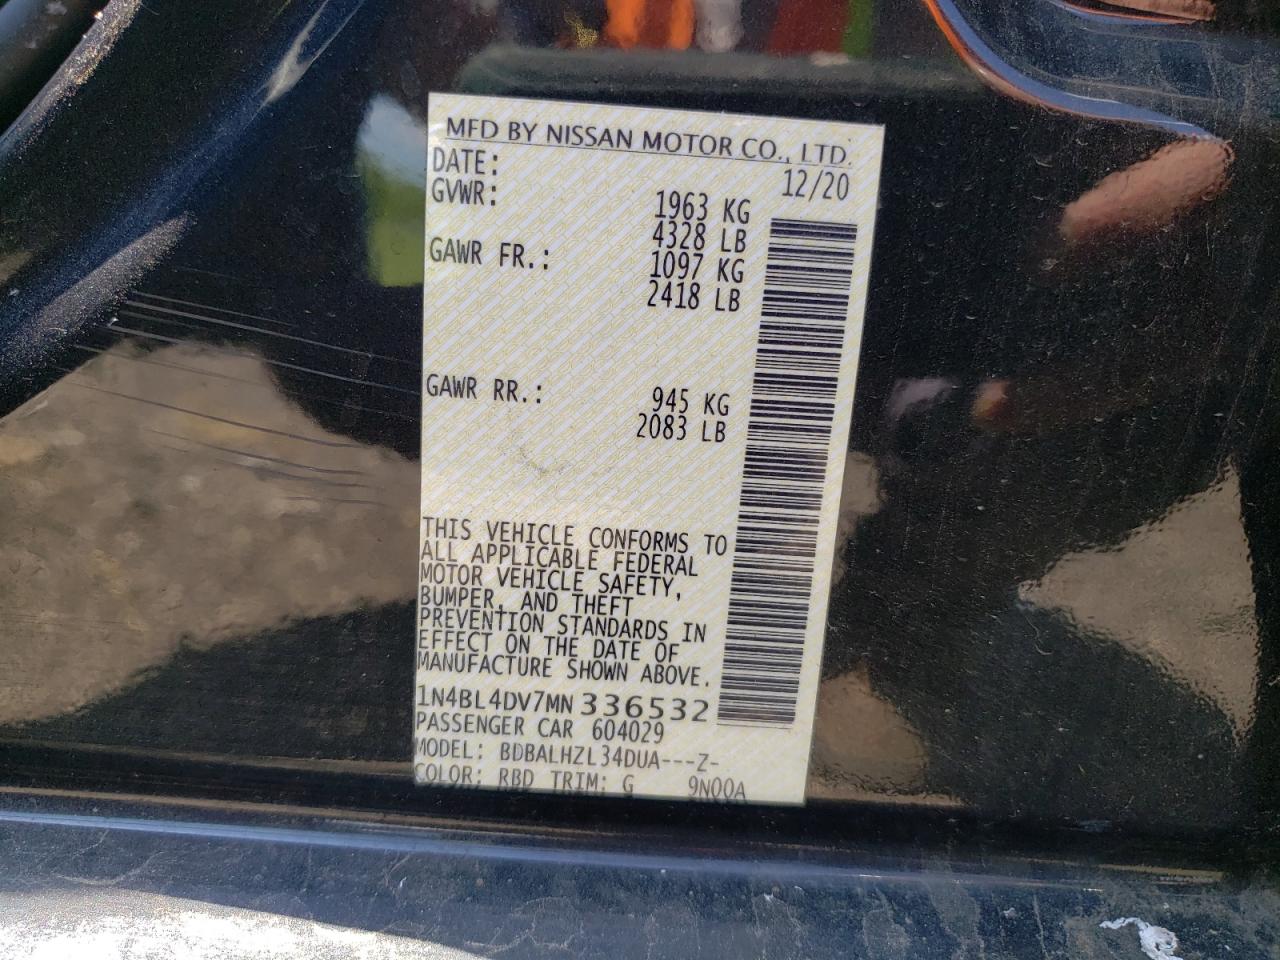 MFD BY NISSAN MOTOR CO., LTD.
DATE: 12/20
GVWR: 1963 KG
4328 LB
GAWR FR.: 1097 KG
2418 LB
GAWR RR.: 945 KG
2083 LB
THIS VEHICLE CONFORMS TO
ALL APPLICABLE FEDERAL
MOTOR VEHICLE SAFETY,
BUMPER, AND THEFT
PREVENTION STANDARDS IN
EFFECT ON THE DATE OF
MANUFACTURE SHOWN ABOVE.
1N4BL4DV7MN336532
PASSENGER CAR 604029
MODEL: BDBALHZL34DUA---Z-
COLOR: RBD TRIM: G 9N00A